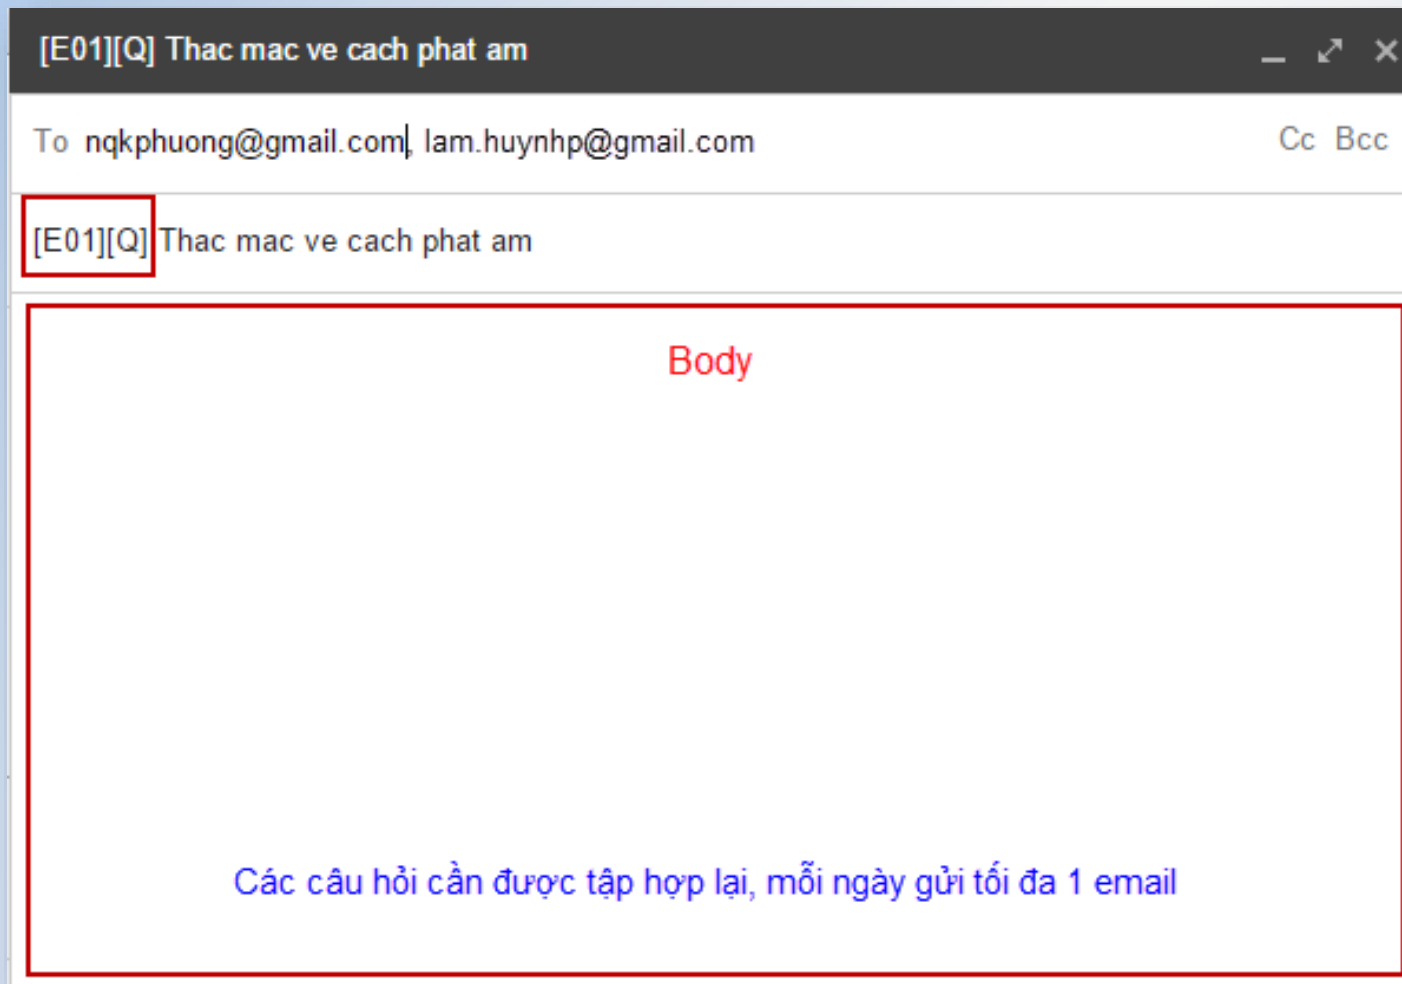 [E01][Q] Thac mac ve cach phat am
To nqkphuong@gmail.com, lam.huynhp@gmail.com Cc Bcc
[E01][Q] Thac mac ve cach phat am
Body
Các câu hỏi cần được tập hợp lại, mỗi ngày gửi tối đa 1 email